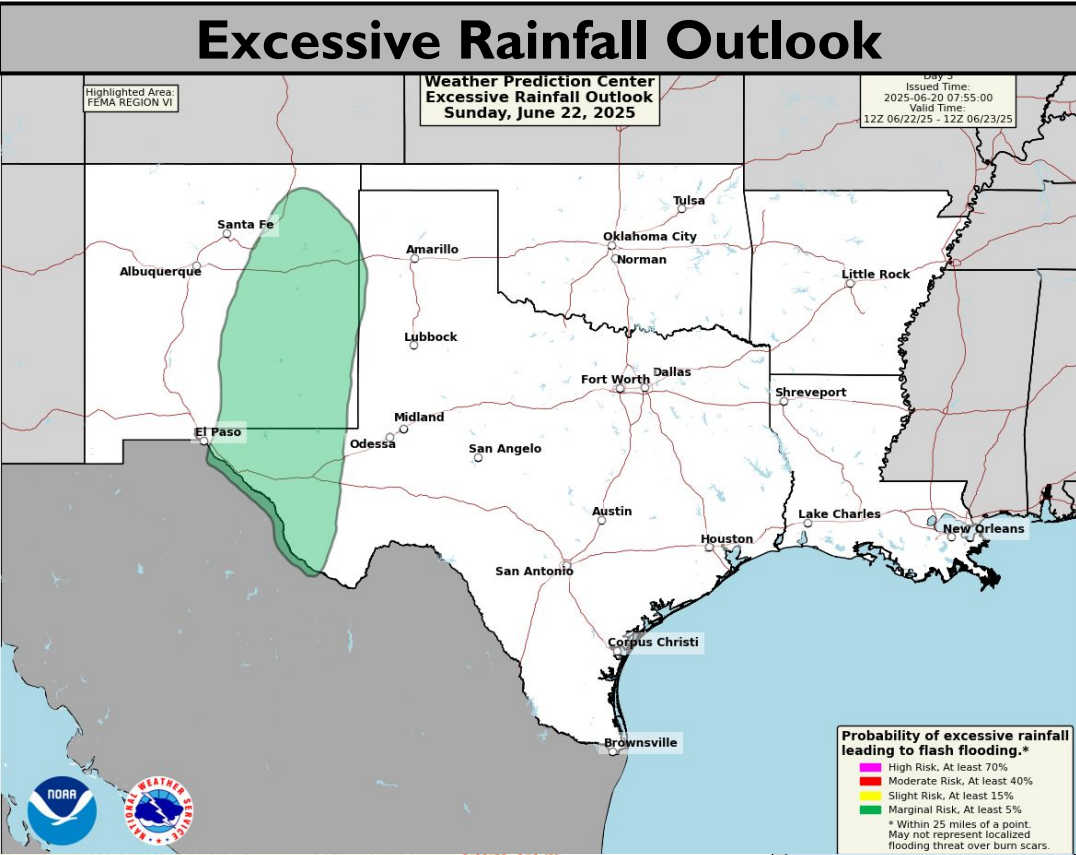 Excessive Rainfall Outlook
Highlighted Area:
FEMA REGION VI
Weather Prediction Center
Excessive Rainfall Outlook
Sunday, June 22, 2025
Issued Time:
2025-06-20 07:55:00
Valid Time:
12Z 06/22/25 - 12Z 06/23/25
Santa Fe
Albuquerque
Amarillo
Tulsa
Oklahoma City
Norman
Little Rock
Lubbock
Fort Worth
Dallas
Shreveport
Midland
El Paso
Odessa
San Angelo
Austin
Lake Charles
New Orleans
Houston
San Antonio
Corpus Christi
Brownsville
Probability of excessive rainfall
leading to flash flooding.*
High Risk, At least 70%
Moderate Risk, At least 40%
Slight Risk, At least 15%
Marginal Risk, At least 5%
* Within 25 miles of a point.
May not represent localized
flooding threat over burn scars.
NOAA
NATIONAL WEATHER SERVICE